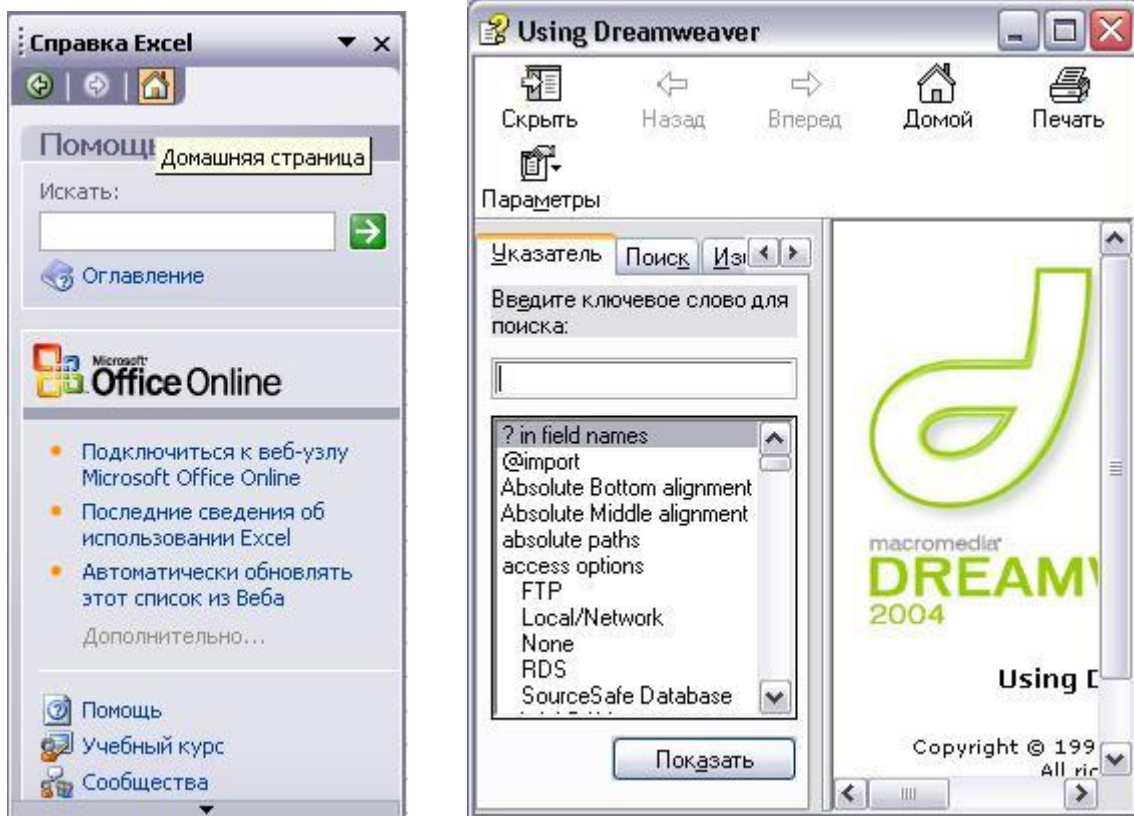 Справка Excel
Помощь
Домашняя страница
Искать:
Оглавление
Microsoft
Office Online
Подключиться к веб-узлу
Microsoft Office Online
Последние сведения об
использовании Excel
Автоматически обновлять
этот список из Веба
Дополнительно...
Помощь
Учебный курс
Сообщества
Using Dreamweaver
Скрыть Назад Вперед Домой Печать
Параметры
Указатель Поиск
Введите ключевое слово для
поиска:
? in field names
@import
Absolute Bottom alignment
Absolute Middle alignment
absolute paths
access options
FTP
Local/Network
None
RDS
SourceSafe Database
Показать
macromedia
DREAM
2004
Using D
Copyright © 199
All ric